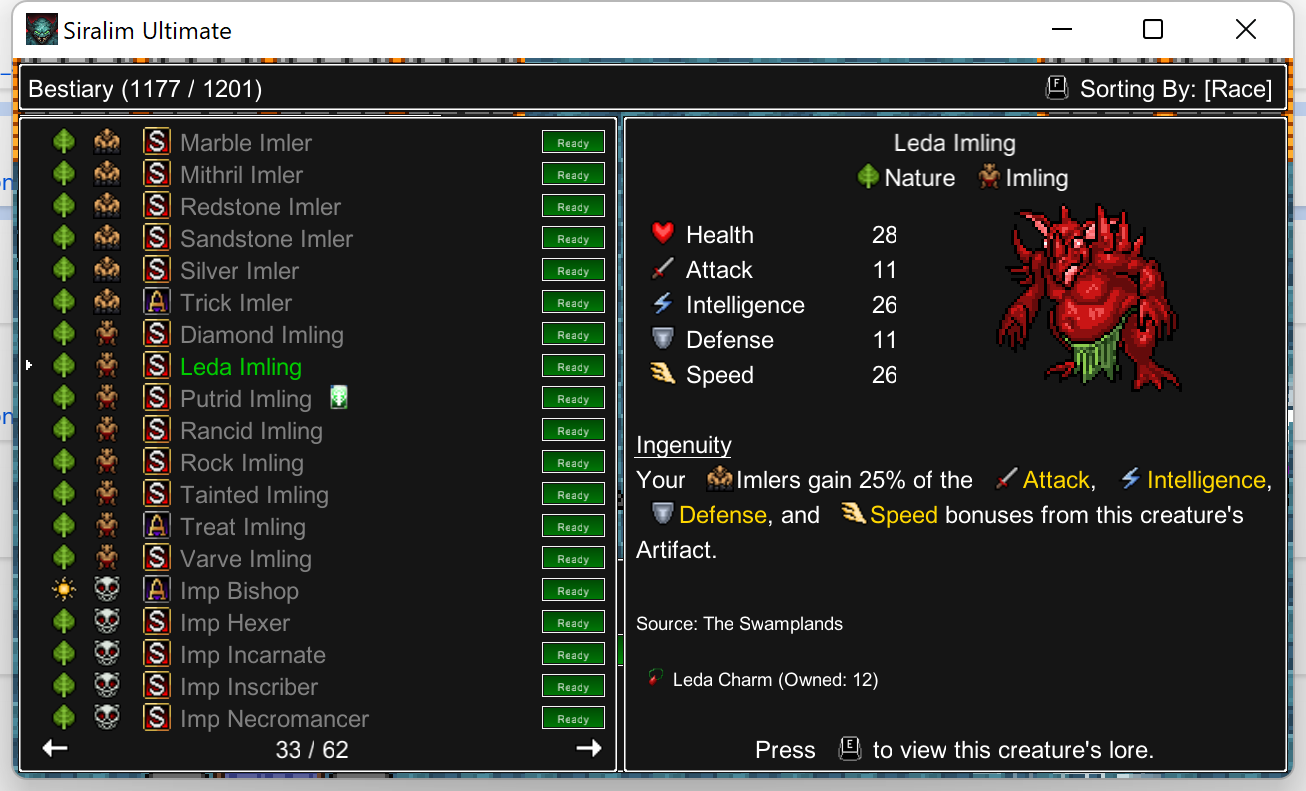 Siralim Ultimate
Bestiary (1177 / 1201)
F Sorting By: [Race]
S Marble Imler Ready
S Mithril Imler Ready
S Redstone Imler Ready
S Sandstone Imler Ready
S Silver Imler Ready
A Trick Imler Ready
S Diamond Imling Ready
S Leda Imling Ready
S Putrid Imling Ready
S Rancid Imling Ready
S Rock Imling Ready
S Tainted Imling Ready
A Treat Imling Ready
S Varve Imling Ready
A Imp Bishop Ready
S Imp Hexer Ready
S Imp Incarnate Ready
S Imp Inscriber Ready
S Imp Necromancer Ready
33 / 62
Leda Imling
Nature Imling
Health 28
Attack 11
Intelligence 26
Defense 11
Speed 26
Ingenuity
Your Imlers gain 25% of the Attack, Intelligence,
Defense, and Speed bonuses from this creature's
Artifact.
Source: The Swamplands
Leda Charm (Owned: 12)
Press E to view this creature's lore.